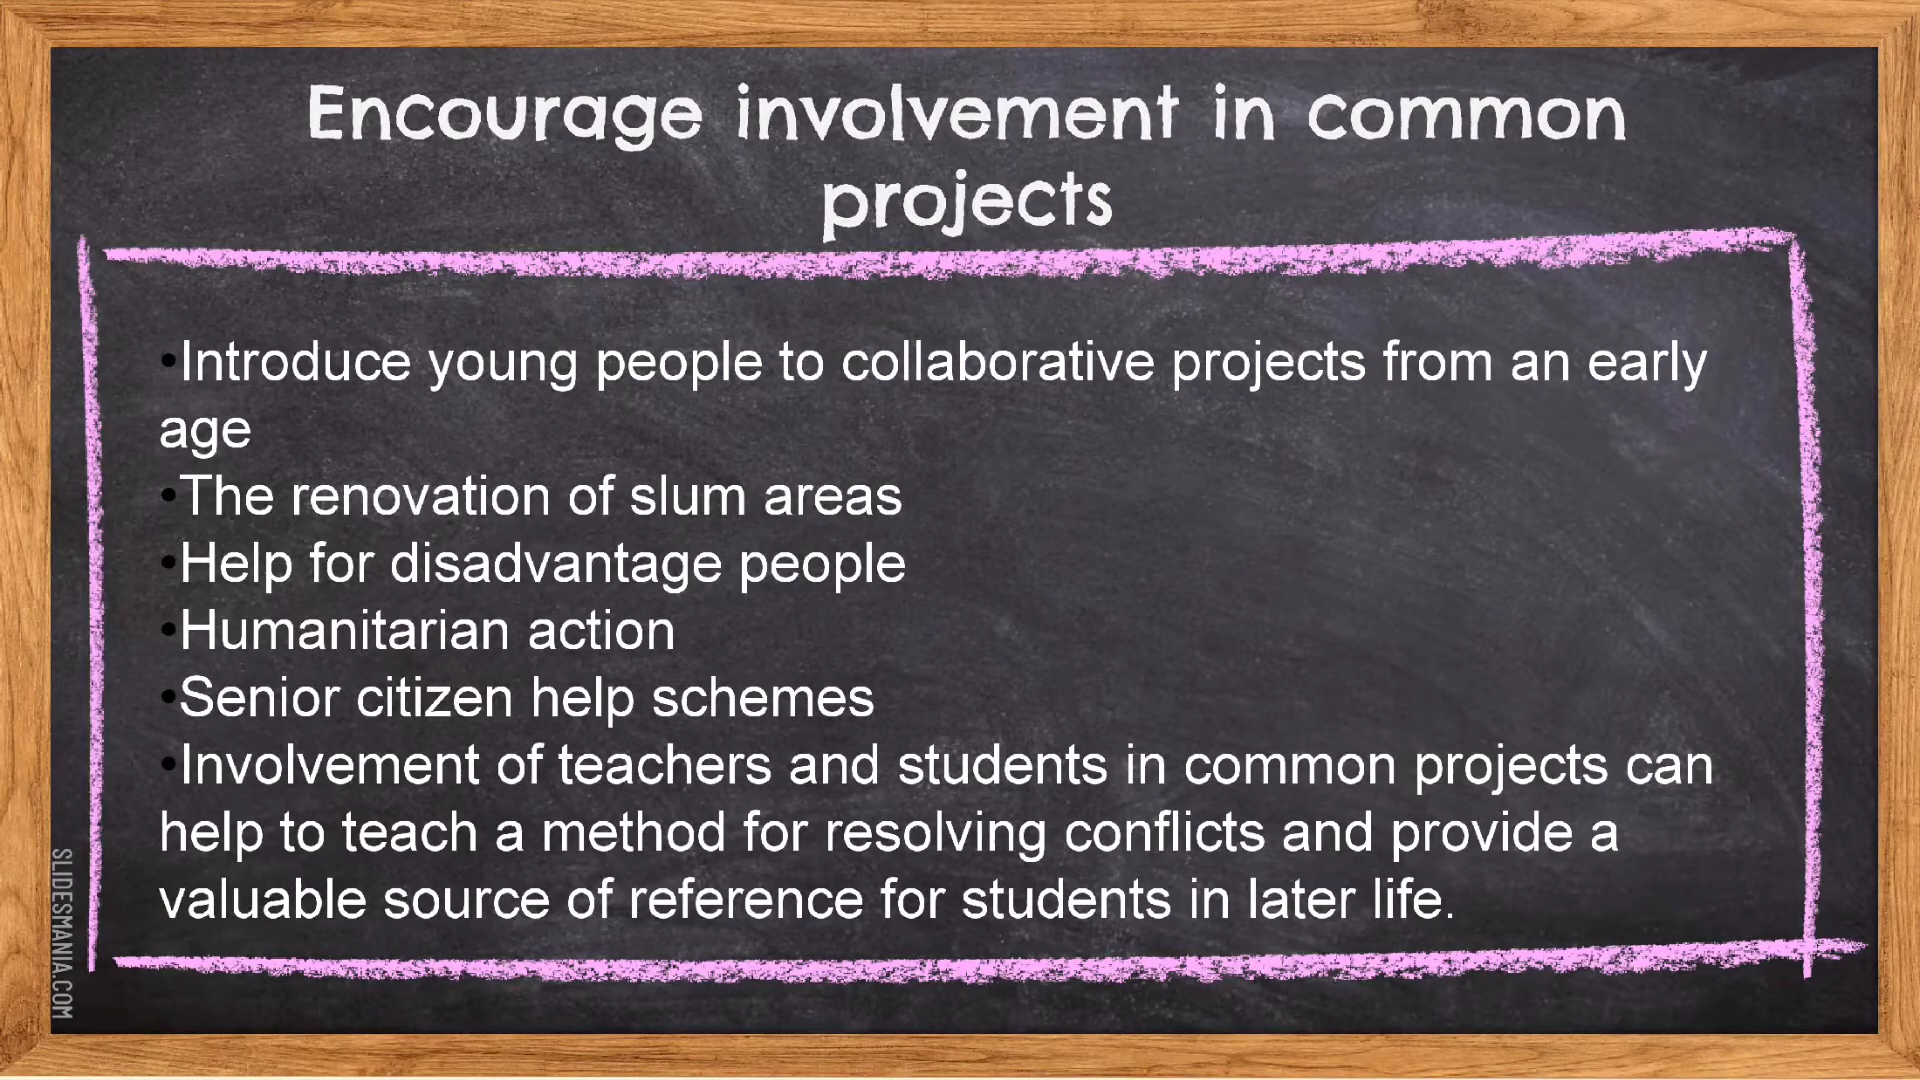 Encourage involvement in common
projects
•Introduce young people to collaborative projects from an early
age
•The renovation of slum areas
•Help for disadvantage people
•Humanitarian action
•Senior citizen help schemes
•Involvement of teachers and students in common projects can
help to teach a method for resolving conflicts and provide a
valuable source of reference for students in later life.
SLIDESMANIA.COM